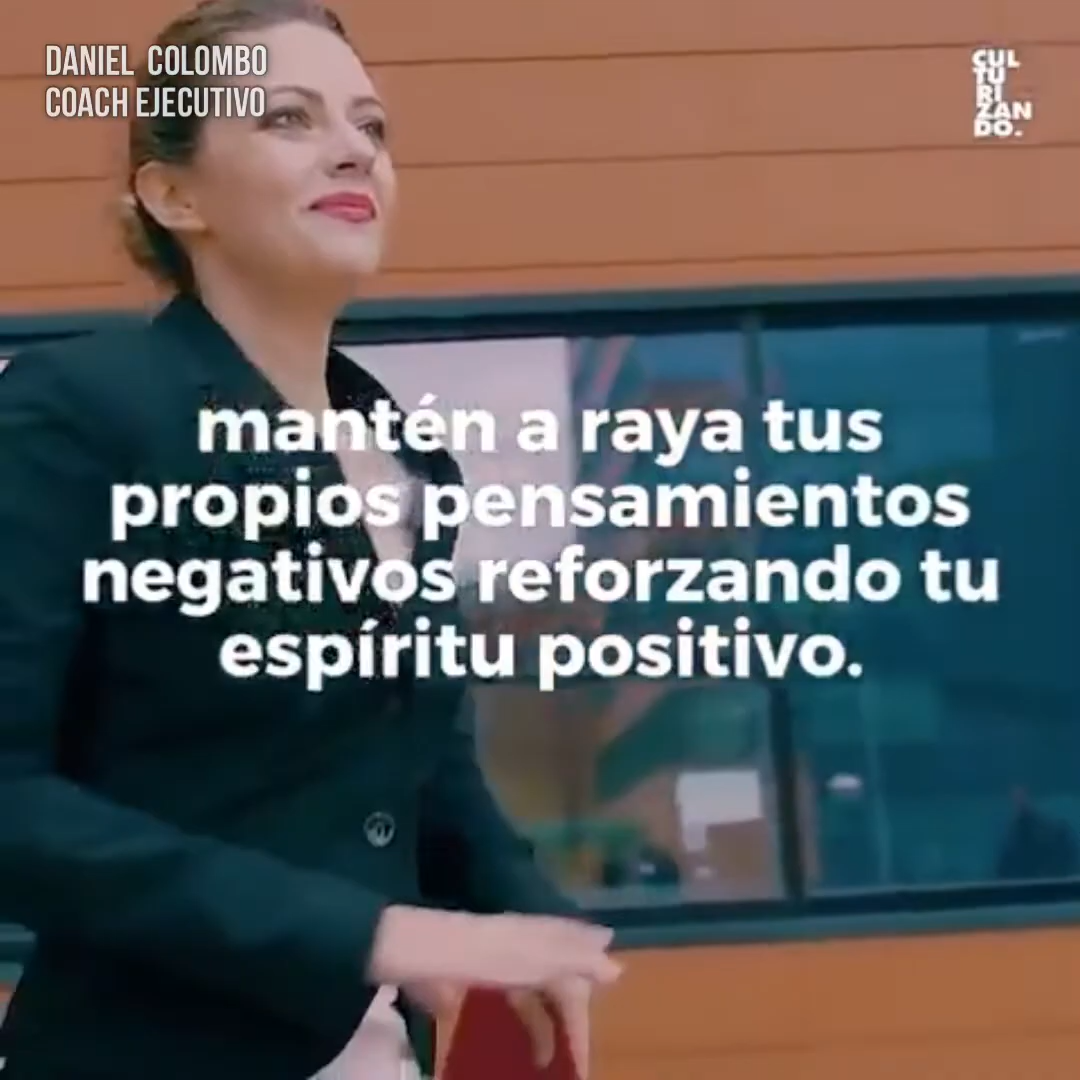 DANIEL COLOMBO
COACH EJECUTIVO
CUL
TU
RI
ZAN
DO.
mantén a raya tus
propios pensamientos
negativos reforzando tu
espíritu positivo.